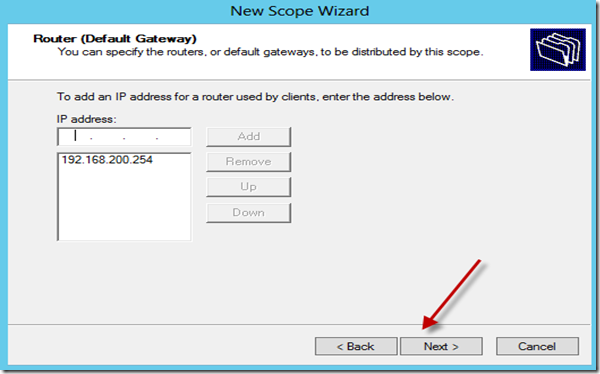 New Scope Wizard
Router (Default Gateway)
You can specify the routers, or default gateways, to be distributed by this scope.
To add an IP address for a router used by clients, enter the address below.
IP address:
. . .
Add
192.168.200.254
Remove
Up
Down
< Back
Next >
Cancel